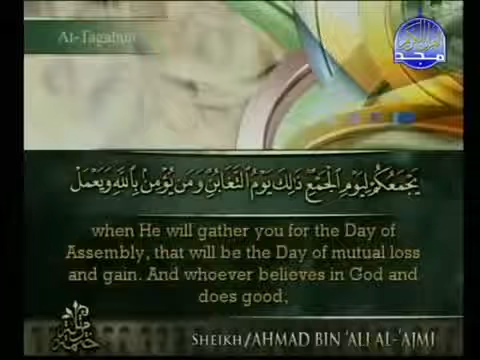 At-Tagabun
مجد
يَجْمَعُكُمْ لِيَوْمِ الْجَمْعِ ذَٰلِكَ يَوْمُ التَّغَابُنِ وَمَن يُؤْمِنۢ بِاللَّهِ وَيَعْمَلْ
when He will gather you for the Day of
Assembly, that will be the Day of mutual loss
and gain. And whoever believes in God and
does good,
SHEIKH/AHMAD BIN 'ALI AL-'AJMI